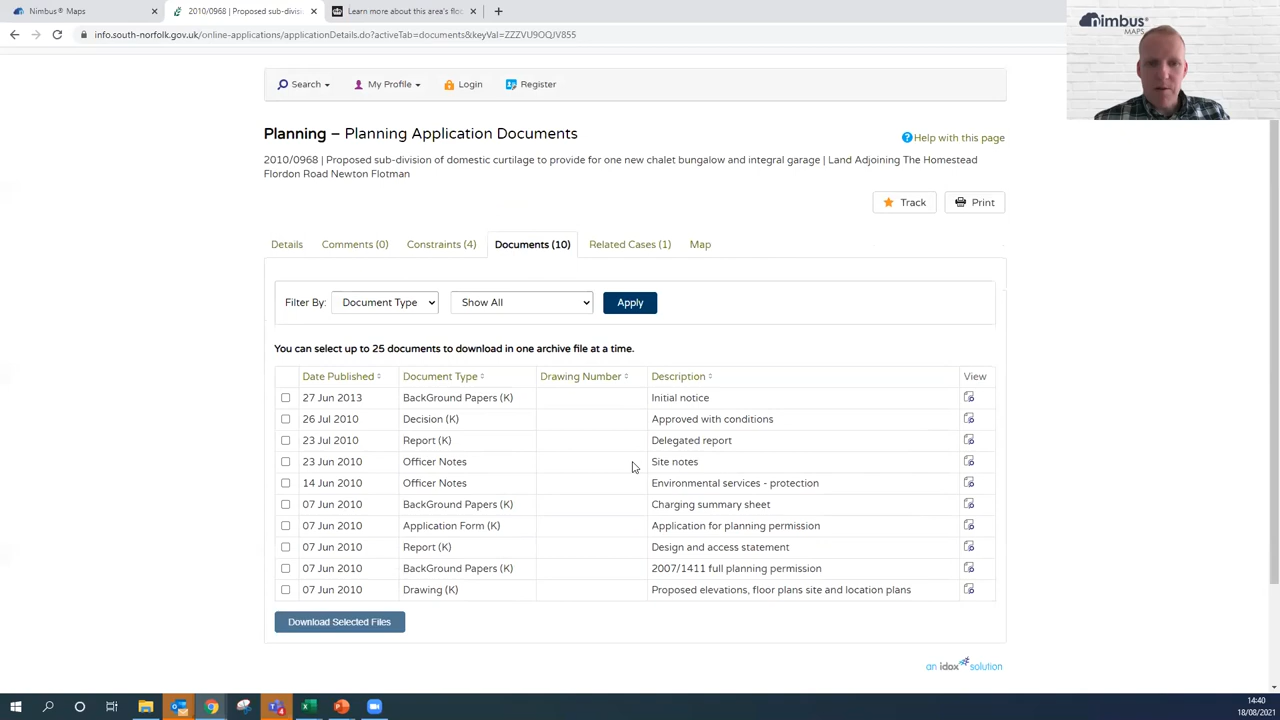 Nimbus® Maps
2010/0968 | Proposed sub-divisi
Learn more about this area's floo
info.south-norfolk.gov.uk/online-applications/applicationDetails.do
nimbus®
MAPS
Search
My Profile
Login
Register
Planning – Planning Application Documents
Help with this page
2010/0968 | Proposed sub-division of domestic curtilage to provide for one new chalet bungalow and integral garage | Land Adjoining The Homestead
Flordon Road Newton Flotman
Track
Print
Details Comments (0) Constraints (4) Documents (10) Related Cases (1) Map
Filter By: Document Type Show All Apply
You can select up to 25 documents to download in one archive file at a time.
Date Published Document Type Drawing Number Description View
27 Jun 2013 BackGround Papers (K) Initial notice
26 Jul 2010 Decision (K) Approved with conditions
23 Jul 2010 Report (K) Delegated report
23 Jun 2010 Officer Notes Site notes
14 Jun 2010 Officer Notes Environmental services - protection
07 Jun 2010 BackGround Papers (K) Charging summary sheet
07 Jun 2010 Application Form (K) Application for planning permission
07 Jun 2010 Report (K) Design and access statement
07 Jun 2010 BackGround Papers (K) 2007/1411 full planning permission
07 Jun 2010 Drawing (K) Proposed elevations, floor plans site and location plans
Download Selected Files
an idox solution
14:40
18/08/2021